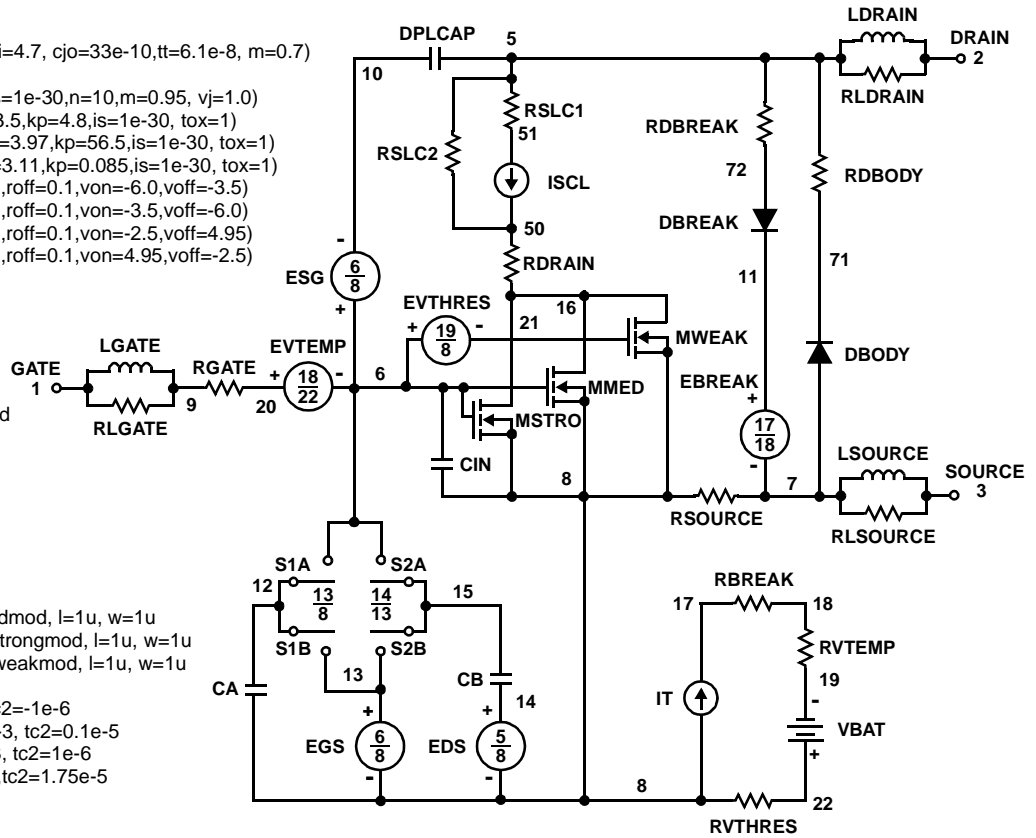 i=4.7, cjo=33e-10,tt=6.1e-8, m=0.7)
s=1e-30,n=10,m=0.95, vj=1.0)
3.5,kp=4.8,is=1e-30, tox=1)
=3.97,kp=56.5,is=1e-30, tox=1)
=3.11,kp=0.085,is=1e-30, tox=1)
,roff=0.1,von=-6.0,voff=-3.5)
,roff=0.1,von=-3.5,voff=-6.0)
,roff=0.1,von=-2.5,voff=4.95)
,roff=0.1,von=4.95,voff=-2.5)
d
dmod, l=1u, w=1u
trongmod, l=1u, w=1u
weakmod, l=1u, w=1u
c2=-1e-6
-3, tc2=0.1e-5
, tc2=1e-6
,tc2=1.75e-5
LDRAIN
DPLCAP
5
DRAIN
2
10
RLDRAIN
RSLC1
51
RSLC2
ISCL
RDBREAK
72
RDBODY
DBREAK
50
RDRAIN
11
71
-
ESG
6
8
+
EVTHRES
16
21
+
19
8
-
MWEAK
LGATE
EVTEMP
GATE
1
RGATE
+
18
22
-
6
9
20
RLGATE
MMED
MSTRO
DBODY
EBREAK
+
17
18
-
CIN
8
LSOURCE
SOURCE
3
7
RSOURCE
RLSOURCE
S1A
S2A
12
13
8
14
13
15
S1B
S2B
13
CA
CB
14
+
EGS
6
8
-
+
EDS
5
8
-
RBREAK
17
18
RVTEMP
19
IT
-
VBAT
+
8
22
RVTHRES